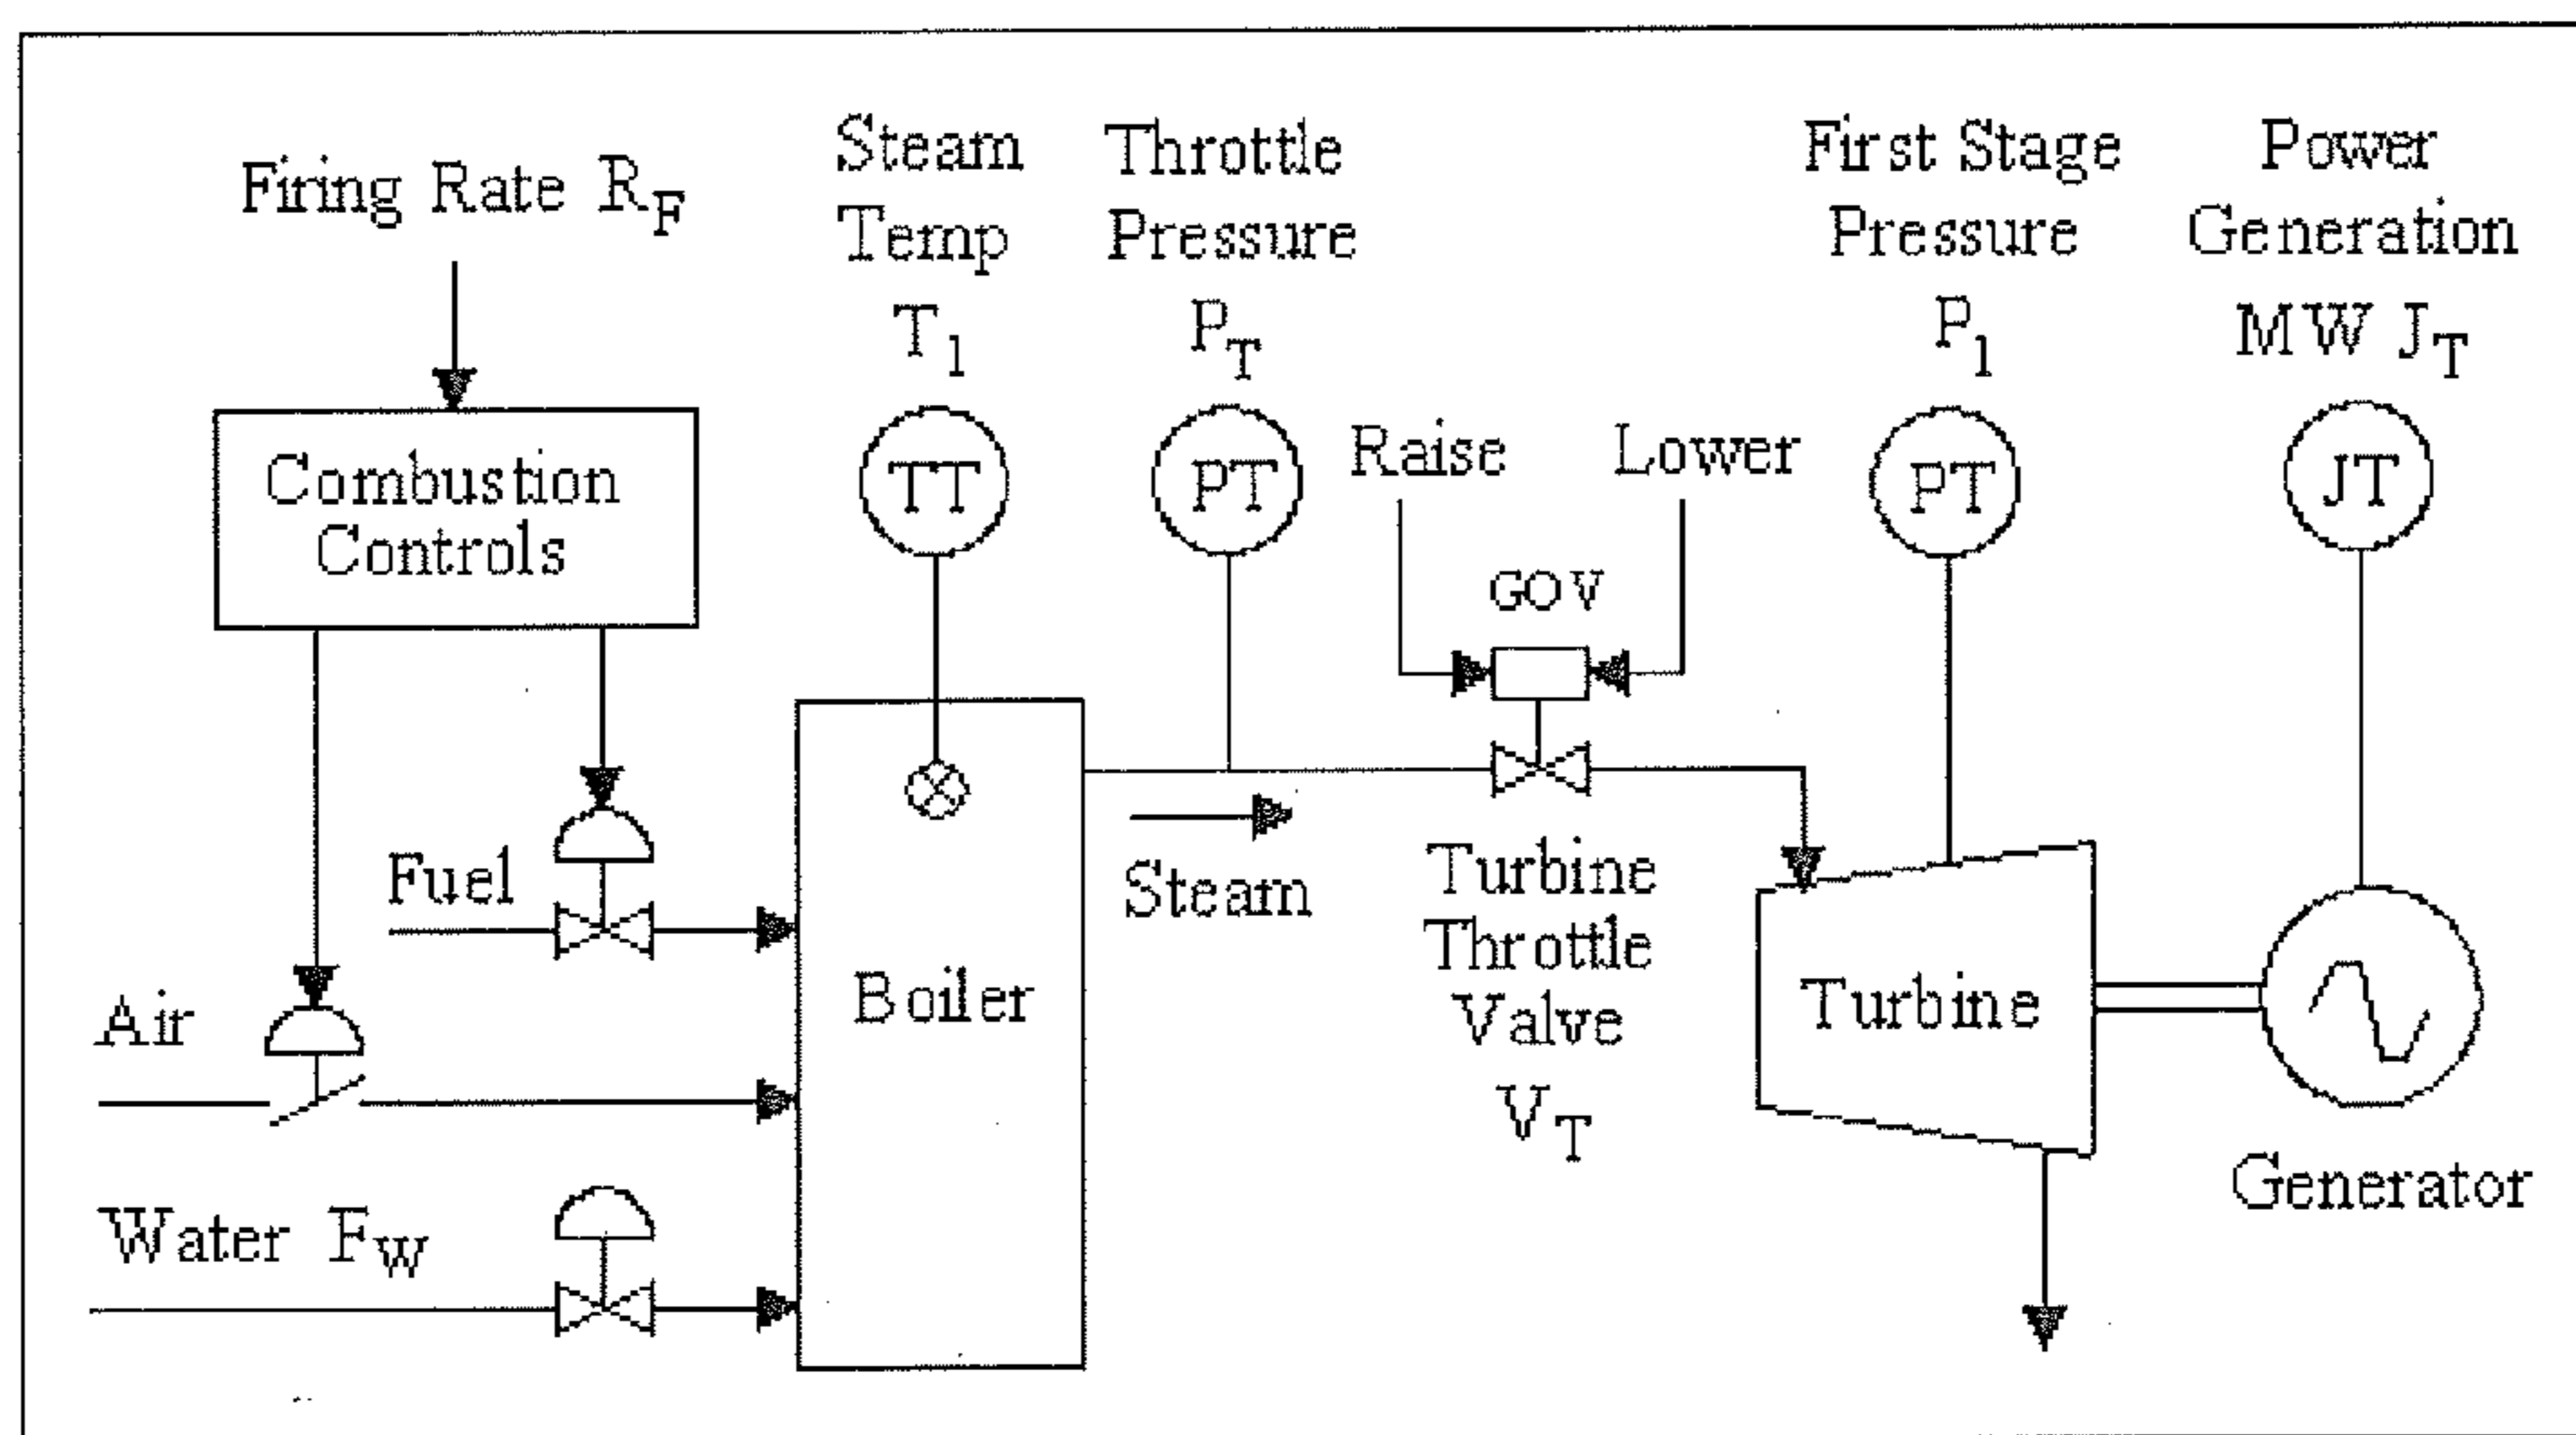 Firing Rate R_F
Steam
Temp
T_1
Throttle
Pressure
P_T
First Stage
Pressure
P_1
Power
Generation
MW J_T
Combustion
Controls
TT
PT
Raise
Lower
PT
JT
GOV
Fuel
Steam
Turbine
Throttle
Valve
V_T
Air
Boiler
Turbine
Water F_W
Generator